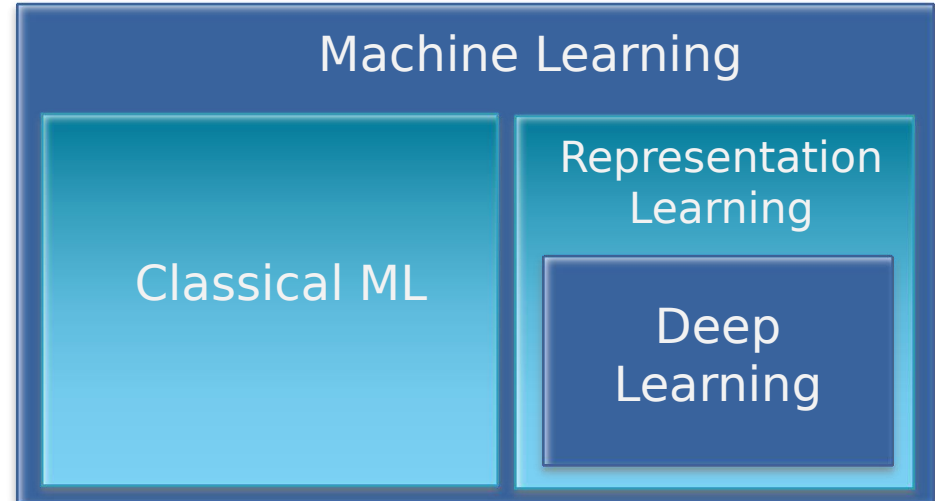 Machine Learning
Classical ML
Representation
Learning
Deep
Learning